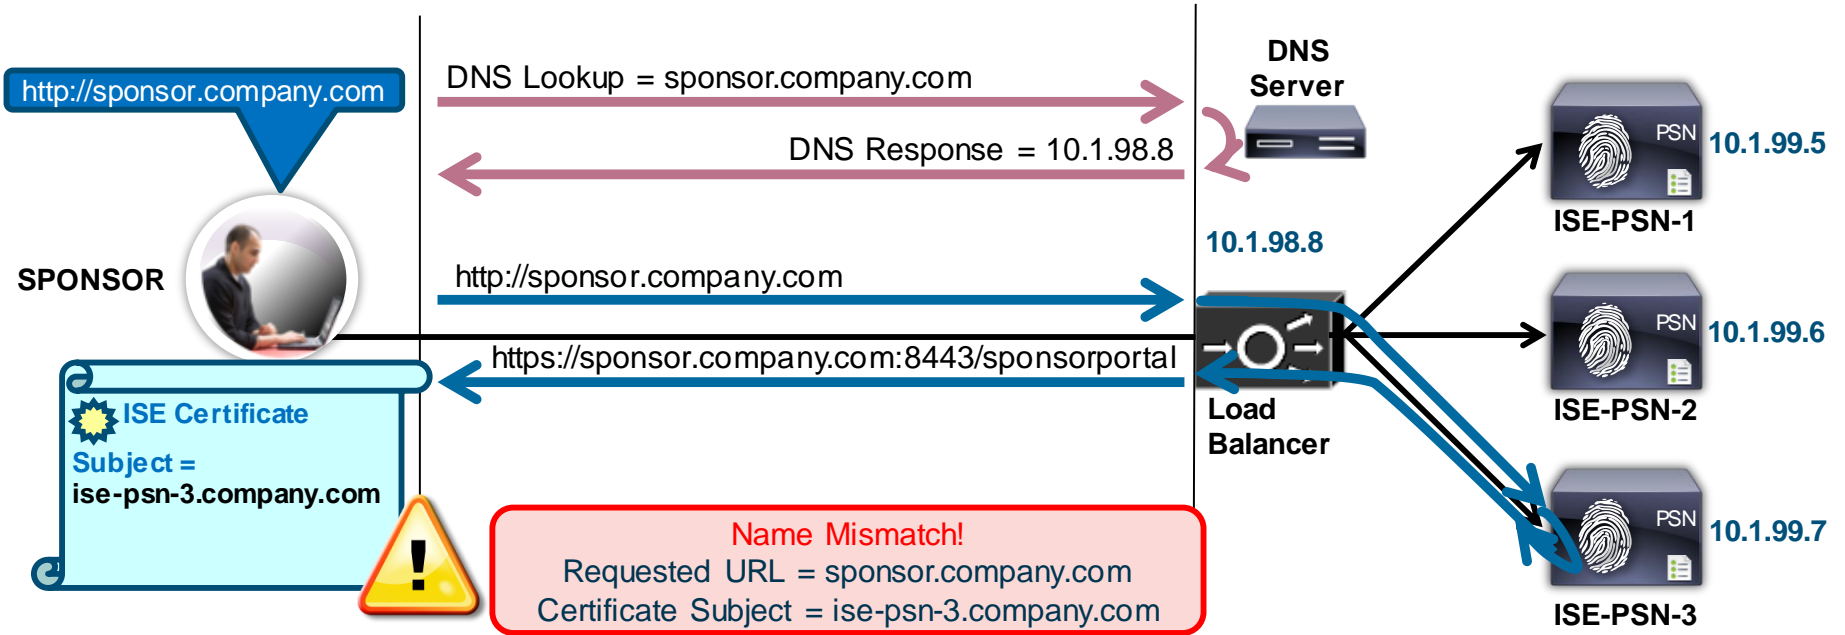 http://sponsor.company.com
DNS Lookup = sponsor.company.com
DNS
Server
DNS Response = 10.1.98.8
PSN
10.1.99.5
ISE-PSN-1
10.1.98.8
SPONSOR
http://sponsor.company.com
PSN
10.1.99.6
ISE-PSN-2
https://sponsor.company.com:8443/sponsorportal
Load
Balancer
ISE Certificate
Subject =
ise-psn-3.company.com
Name Mismatch!
Requested URL = sponsor.company.com
Certificate Subject = ise-psn-3.company.com
PSN
10.1.99.7
ISE-PSN-3